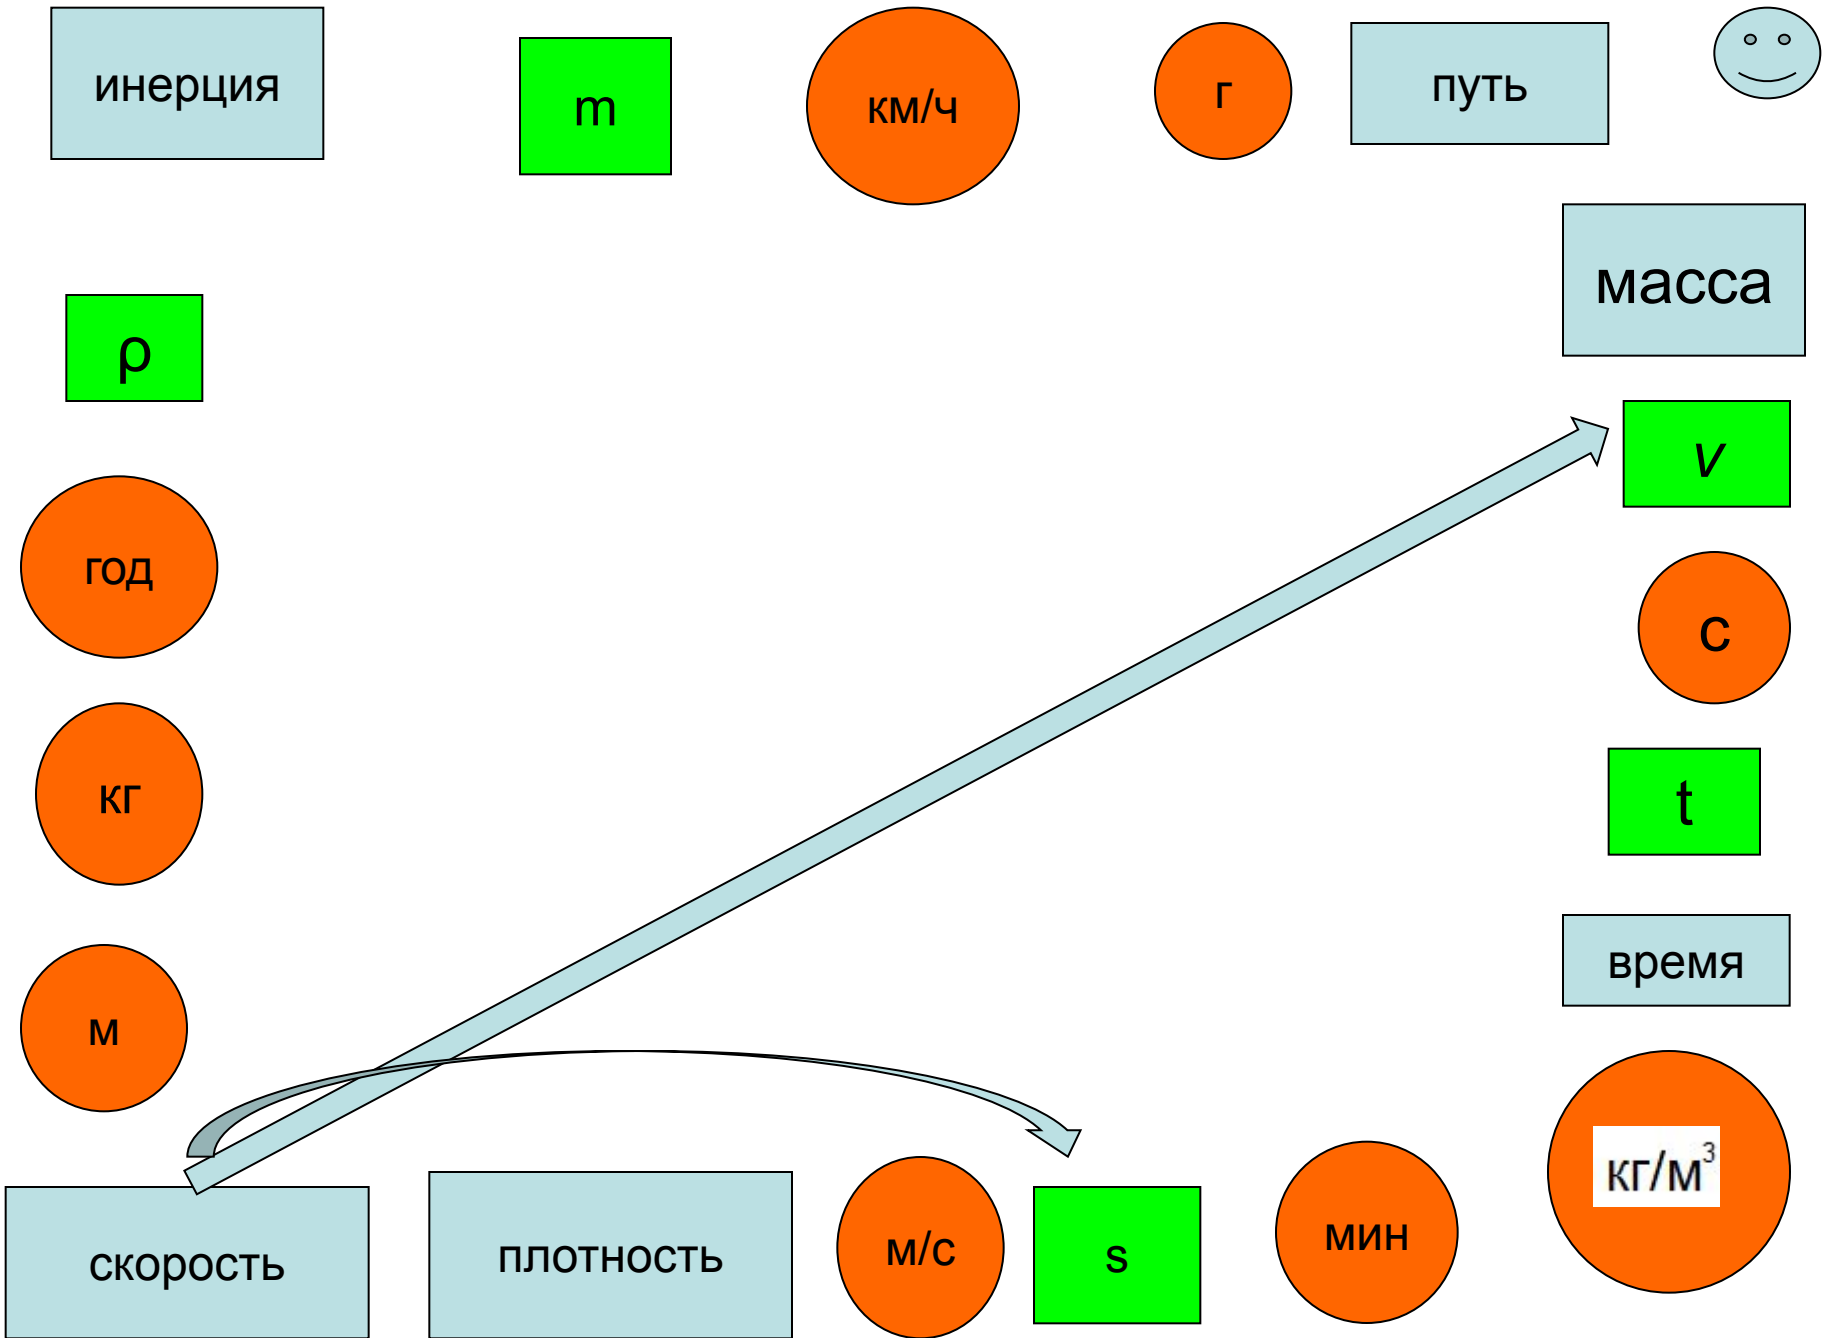 инерция
m
км/ч
г
путь
масса
ρ
v
год
с
кг
t
время
м
кг/м³
скорость
плотность
м/с
s
мин